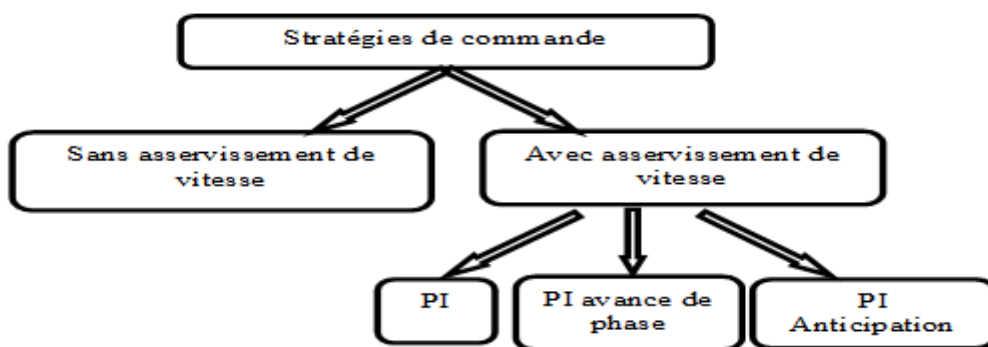 Stratégies de commande
Sans asservissement de
vitesse
Avec asservissement de
vitesse
PI
PI avance de
phase
PI
Anticipation